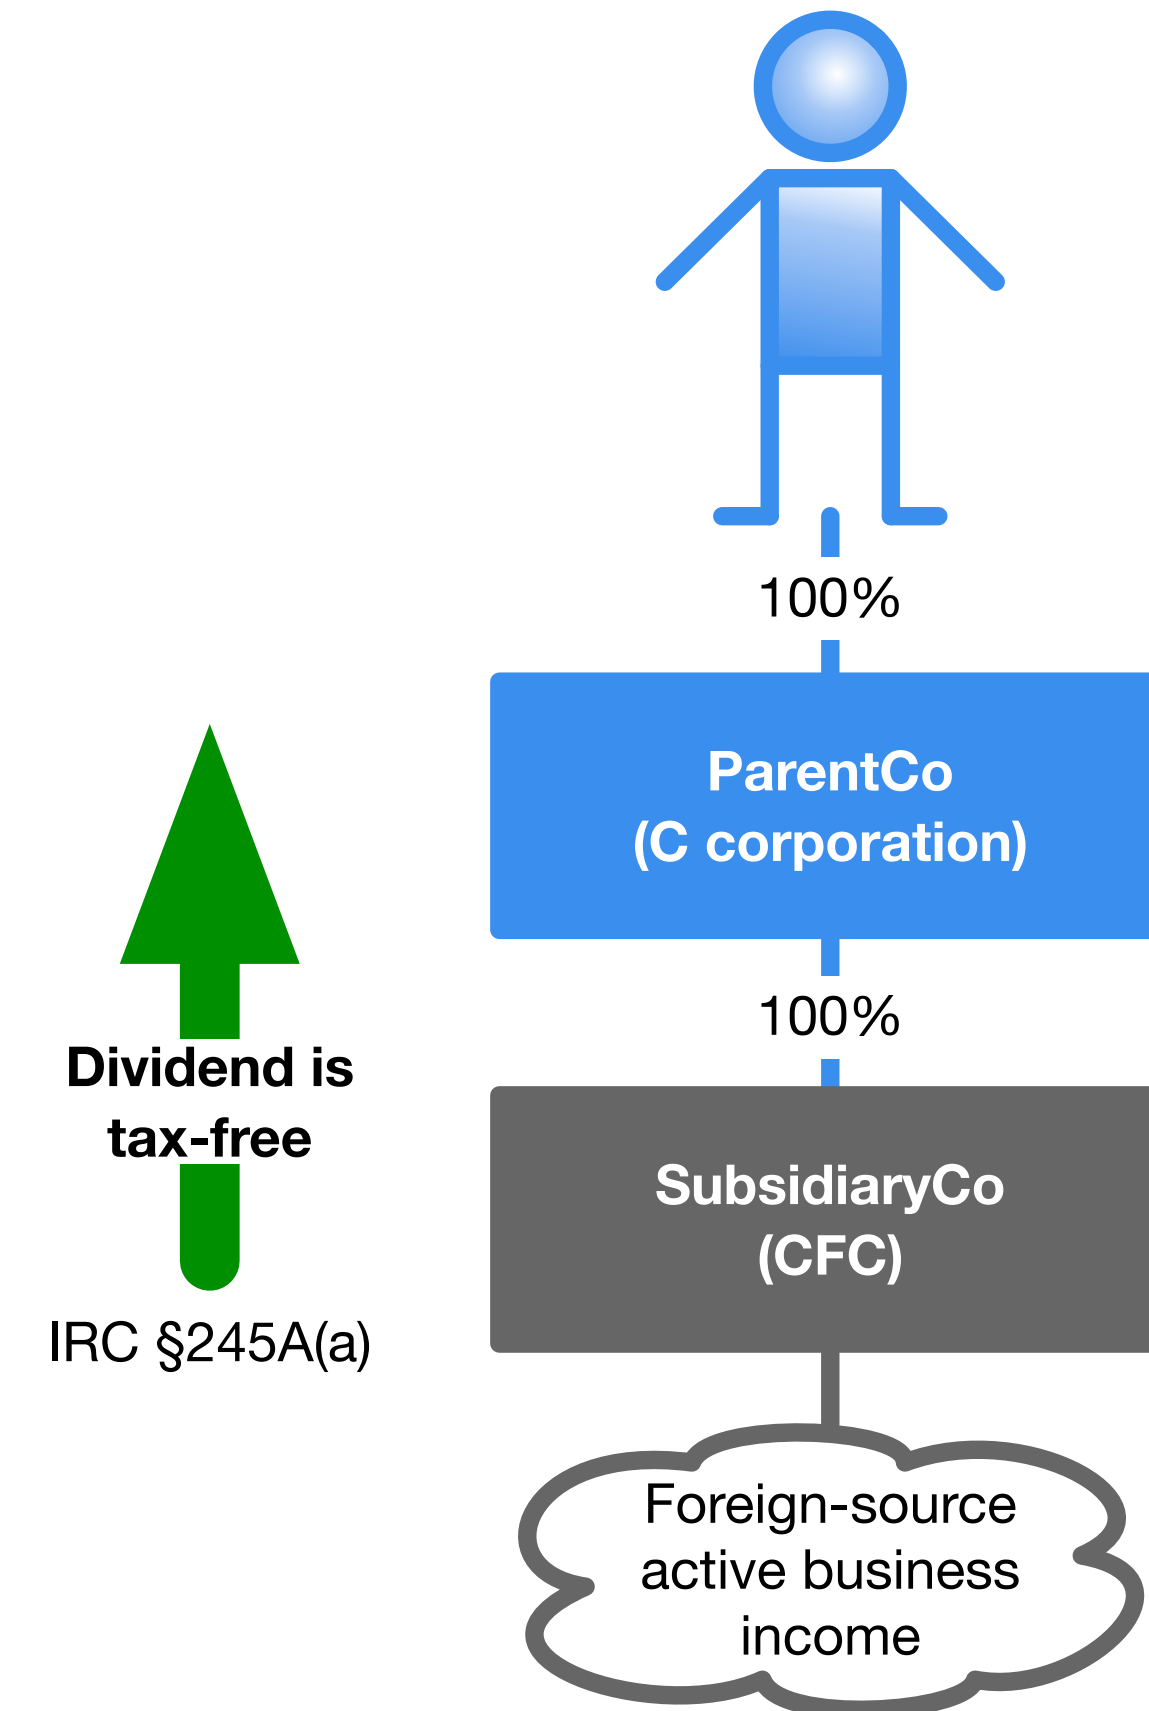 100%
ParentCo
(C corporation)
100%
Dividend is
tax-free
IRC §245A(a)
SubsidiaryCo
(CFC)
Foreign-source
active business
income